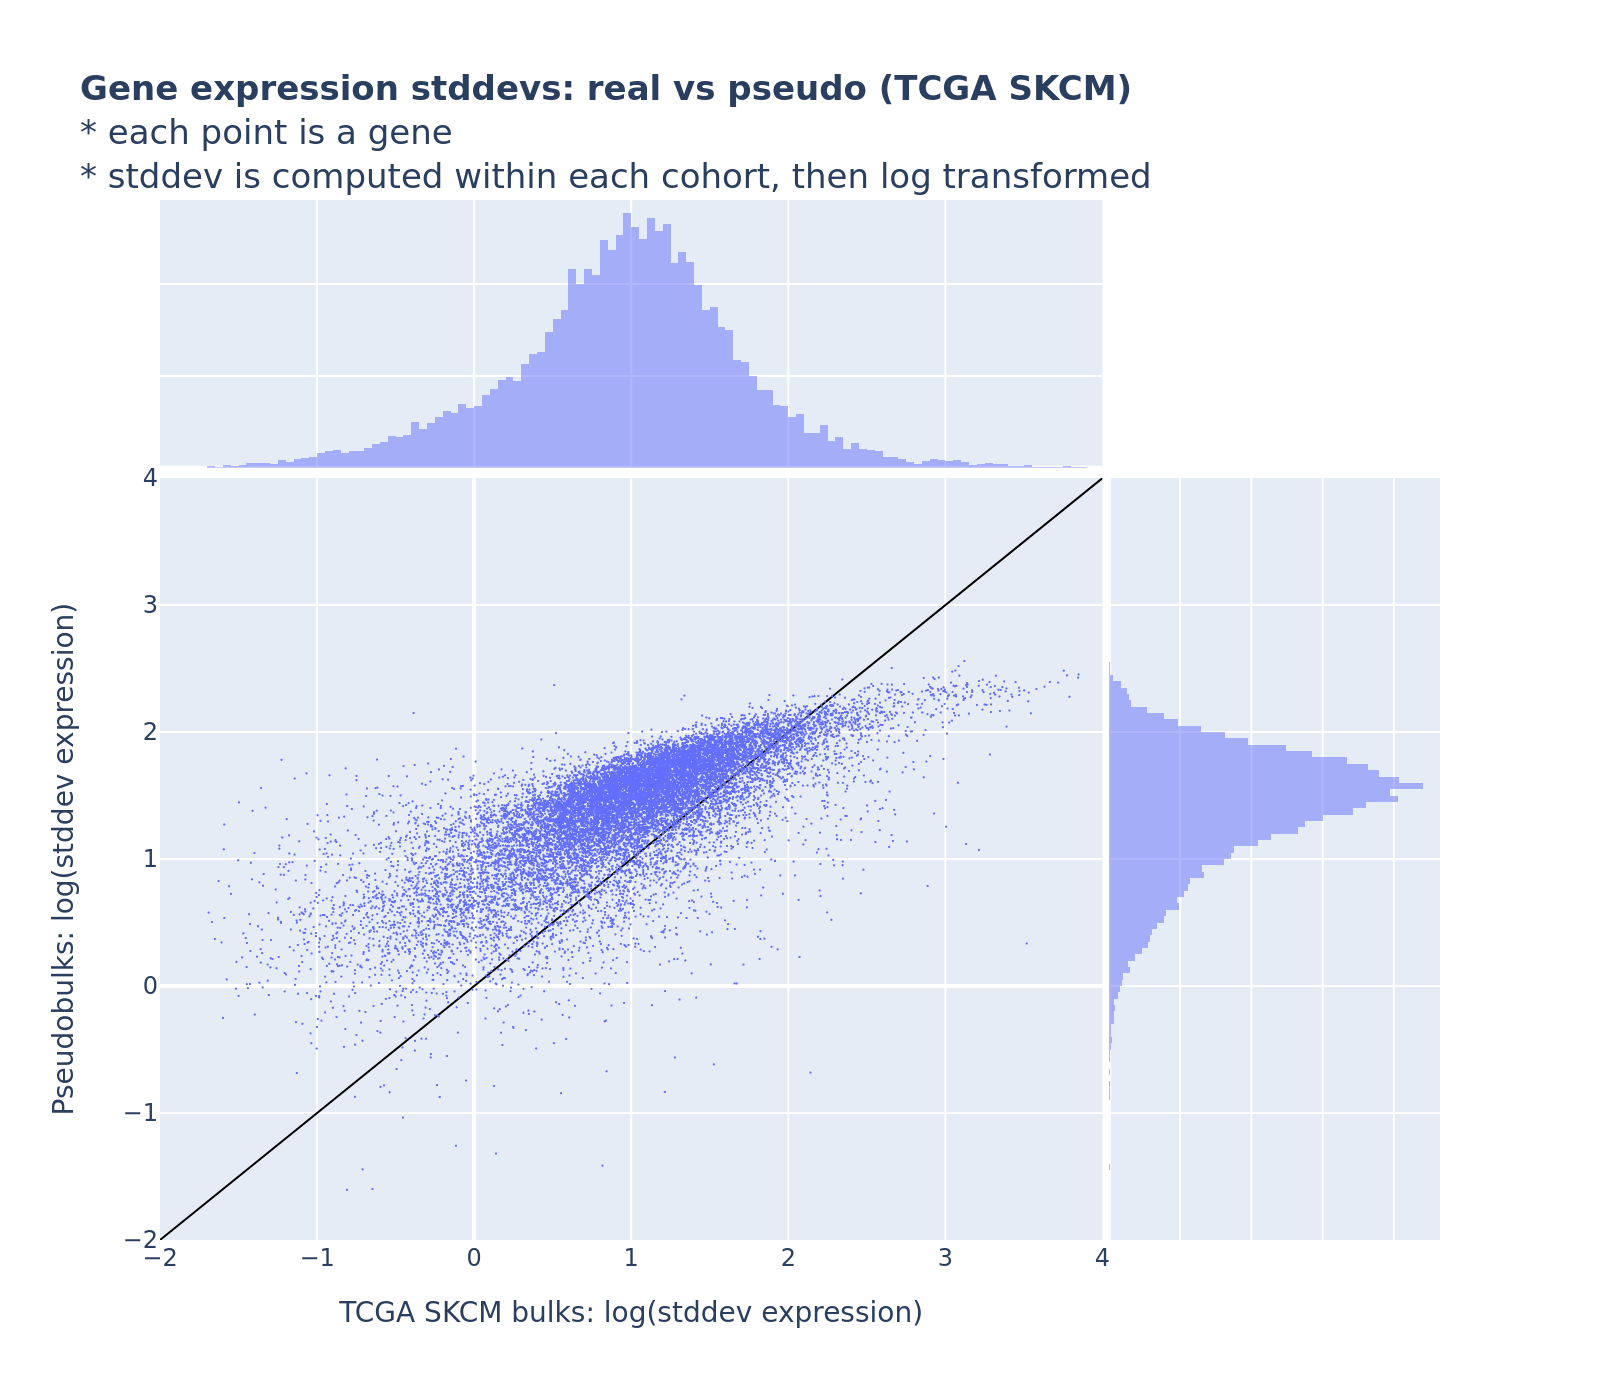 Gene expression stddevs: real vs pseudo (TCGA SKCM)
* each point is a gene
* stddev is computed within each cohort, then log transformed
4
3
2
1
0
−1
−2
Pseudobulks: log(stddev expression)
−2 −1 0 1 2 3 4
TCGA SKCM bulks: log(stddev expression)